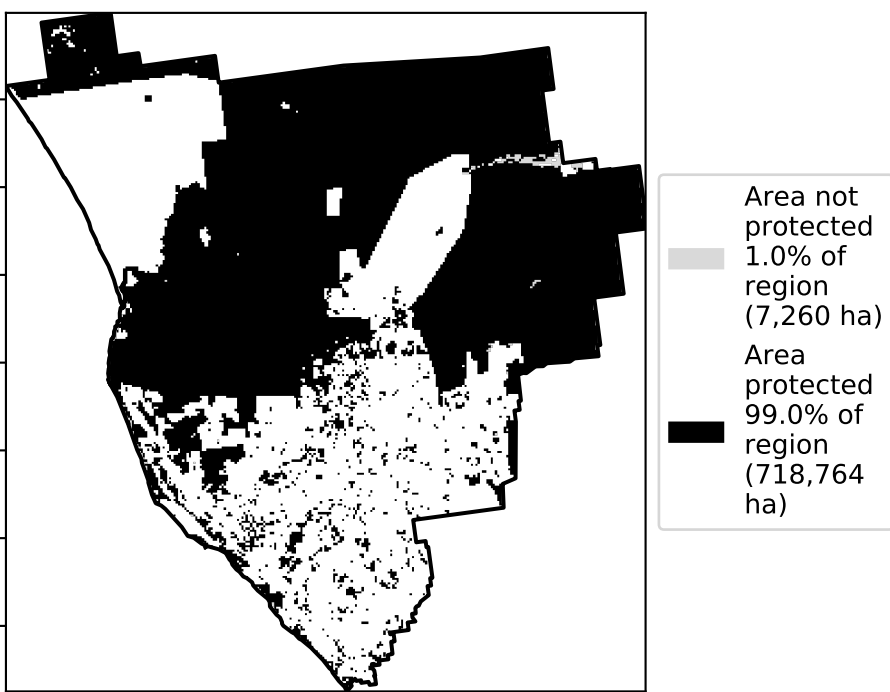 Area not
protected
1.0% of
region
(7,260 ha)
Area
protected
99.0% of
region
(718,764
ha)